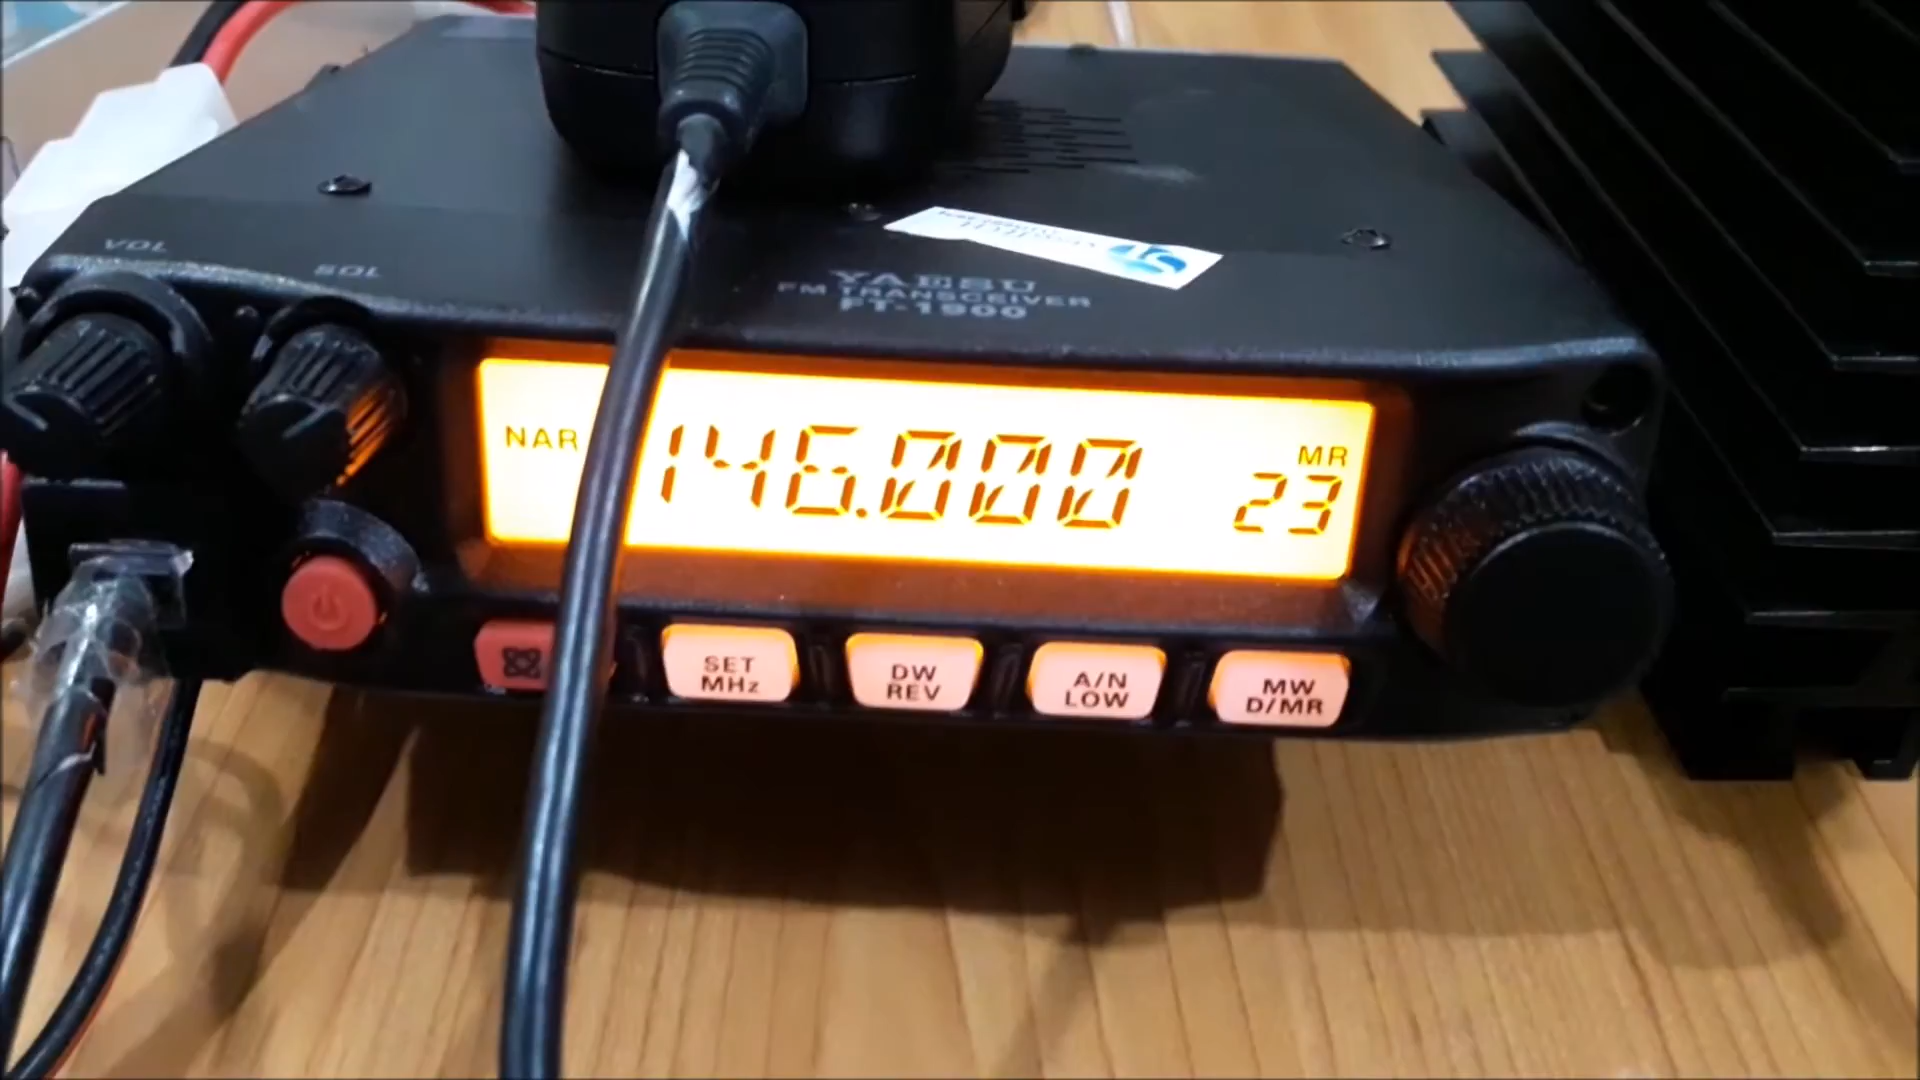 VOL
SQL
YAESU
FM TRANSCEIVER
FT-1900
NAR
146.000
MR
23
SET
MHz
DW
REV
A/N
LOW
MW
D/MR